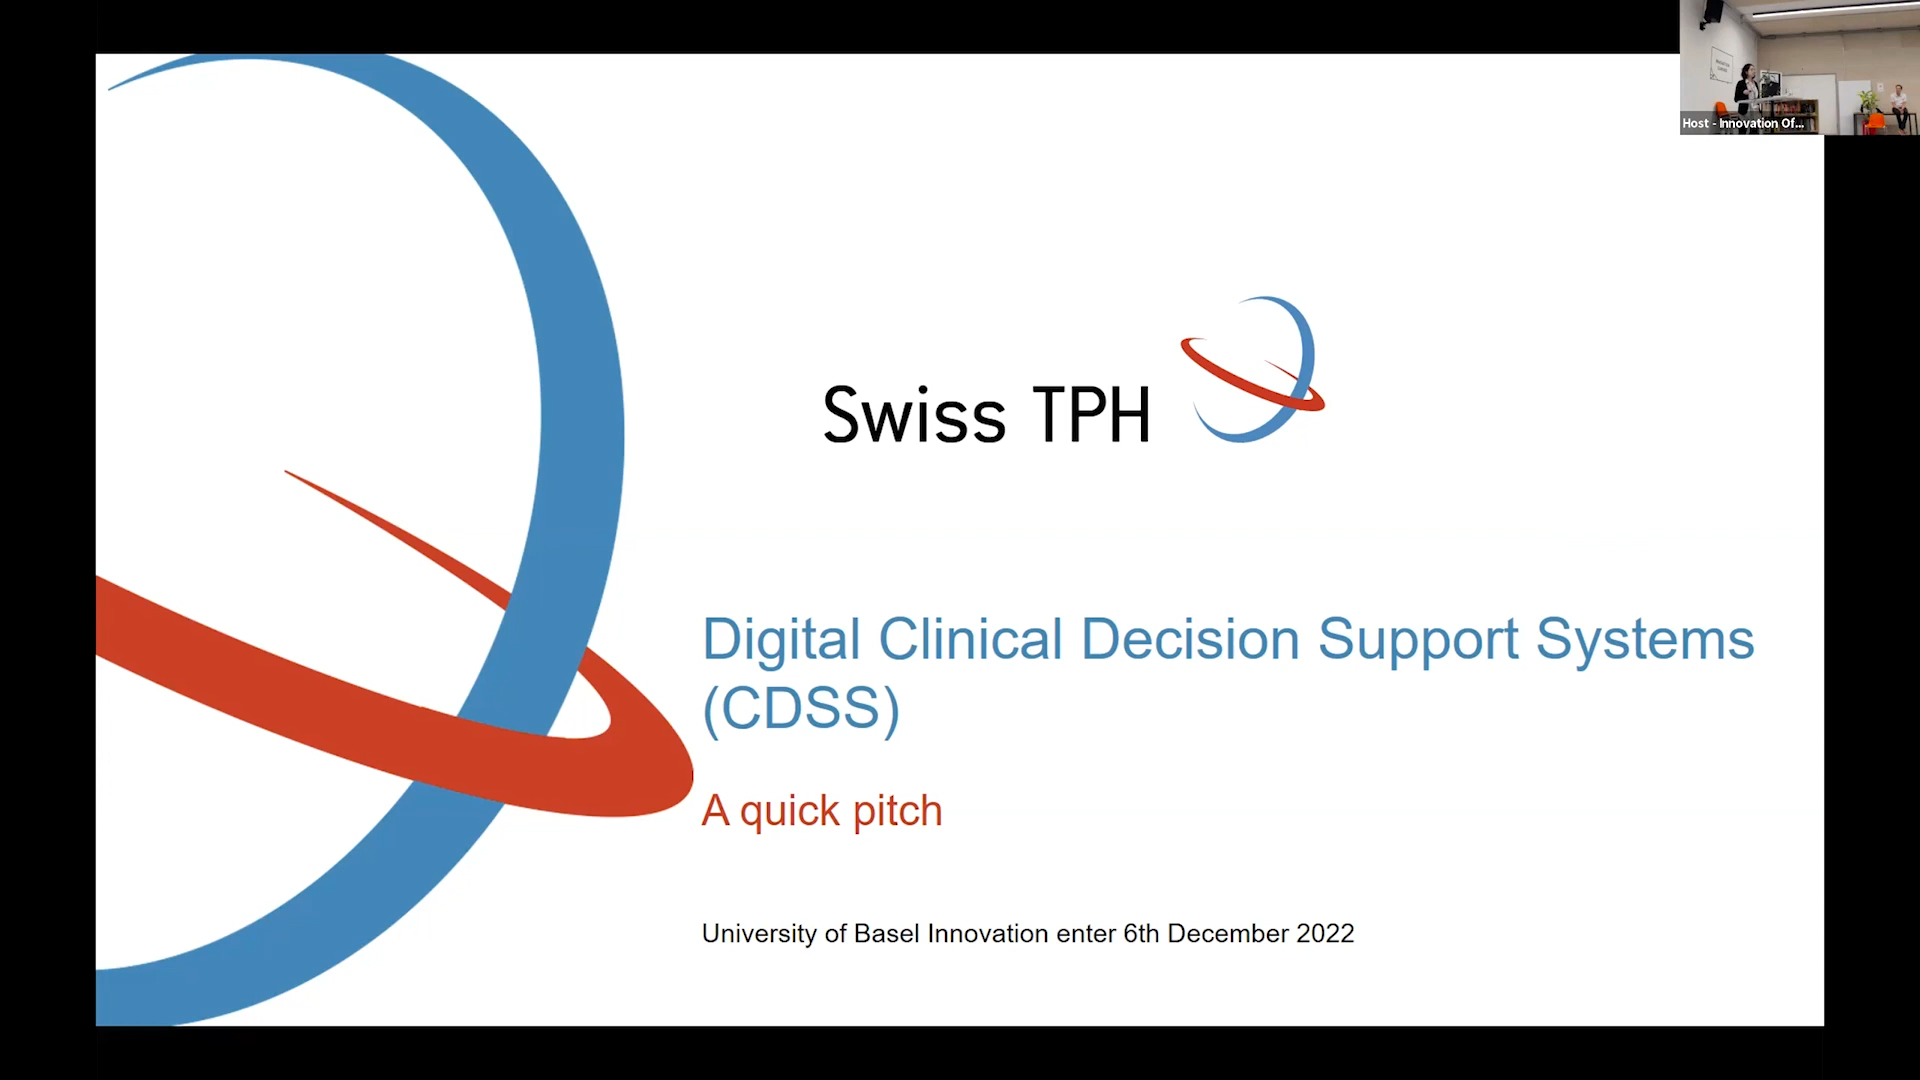 Host - Innovation Of...
Swiss TPH
Digital Clinical Decision Support Systems
(CDSS)
A quick pitch
University of Basel Innovation enter 6th December 2022